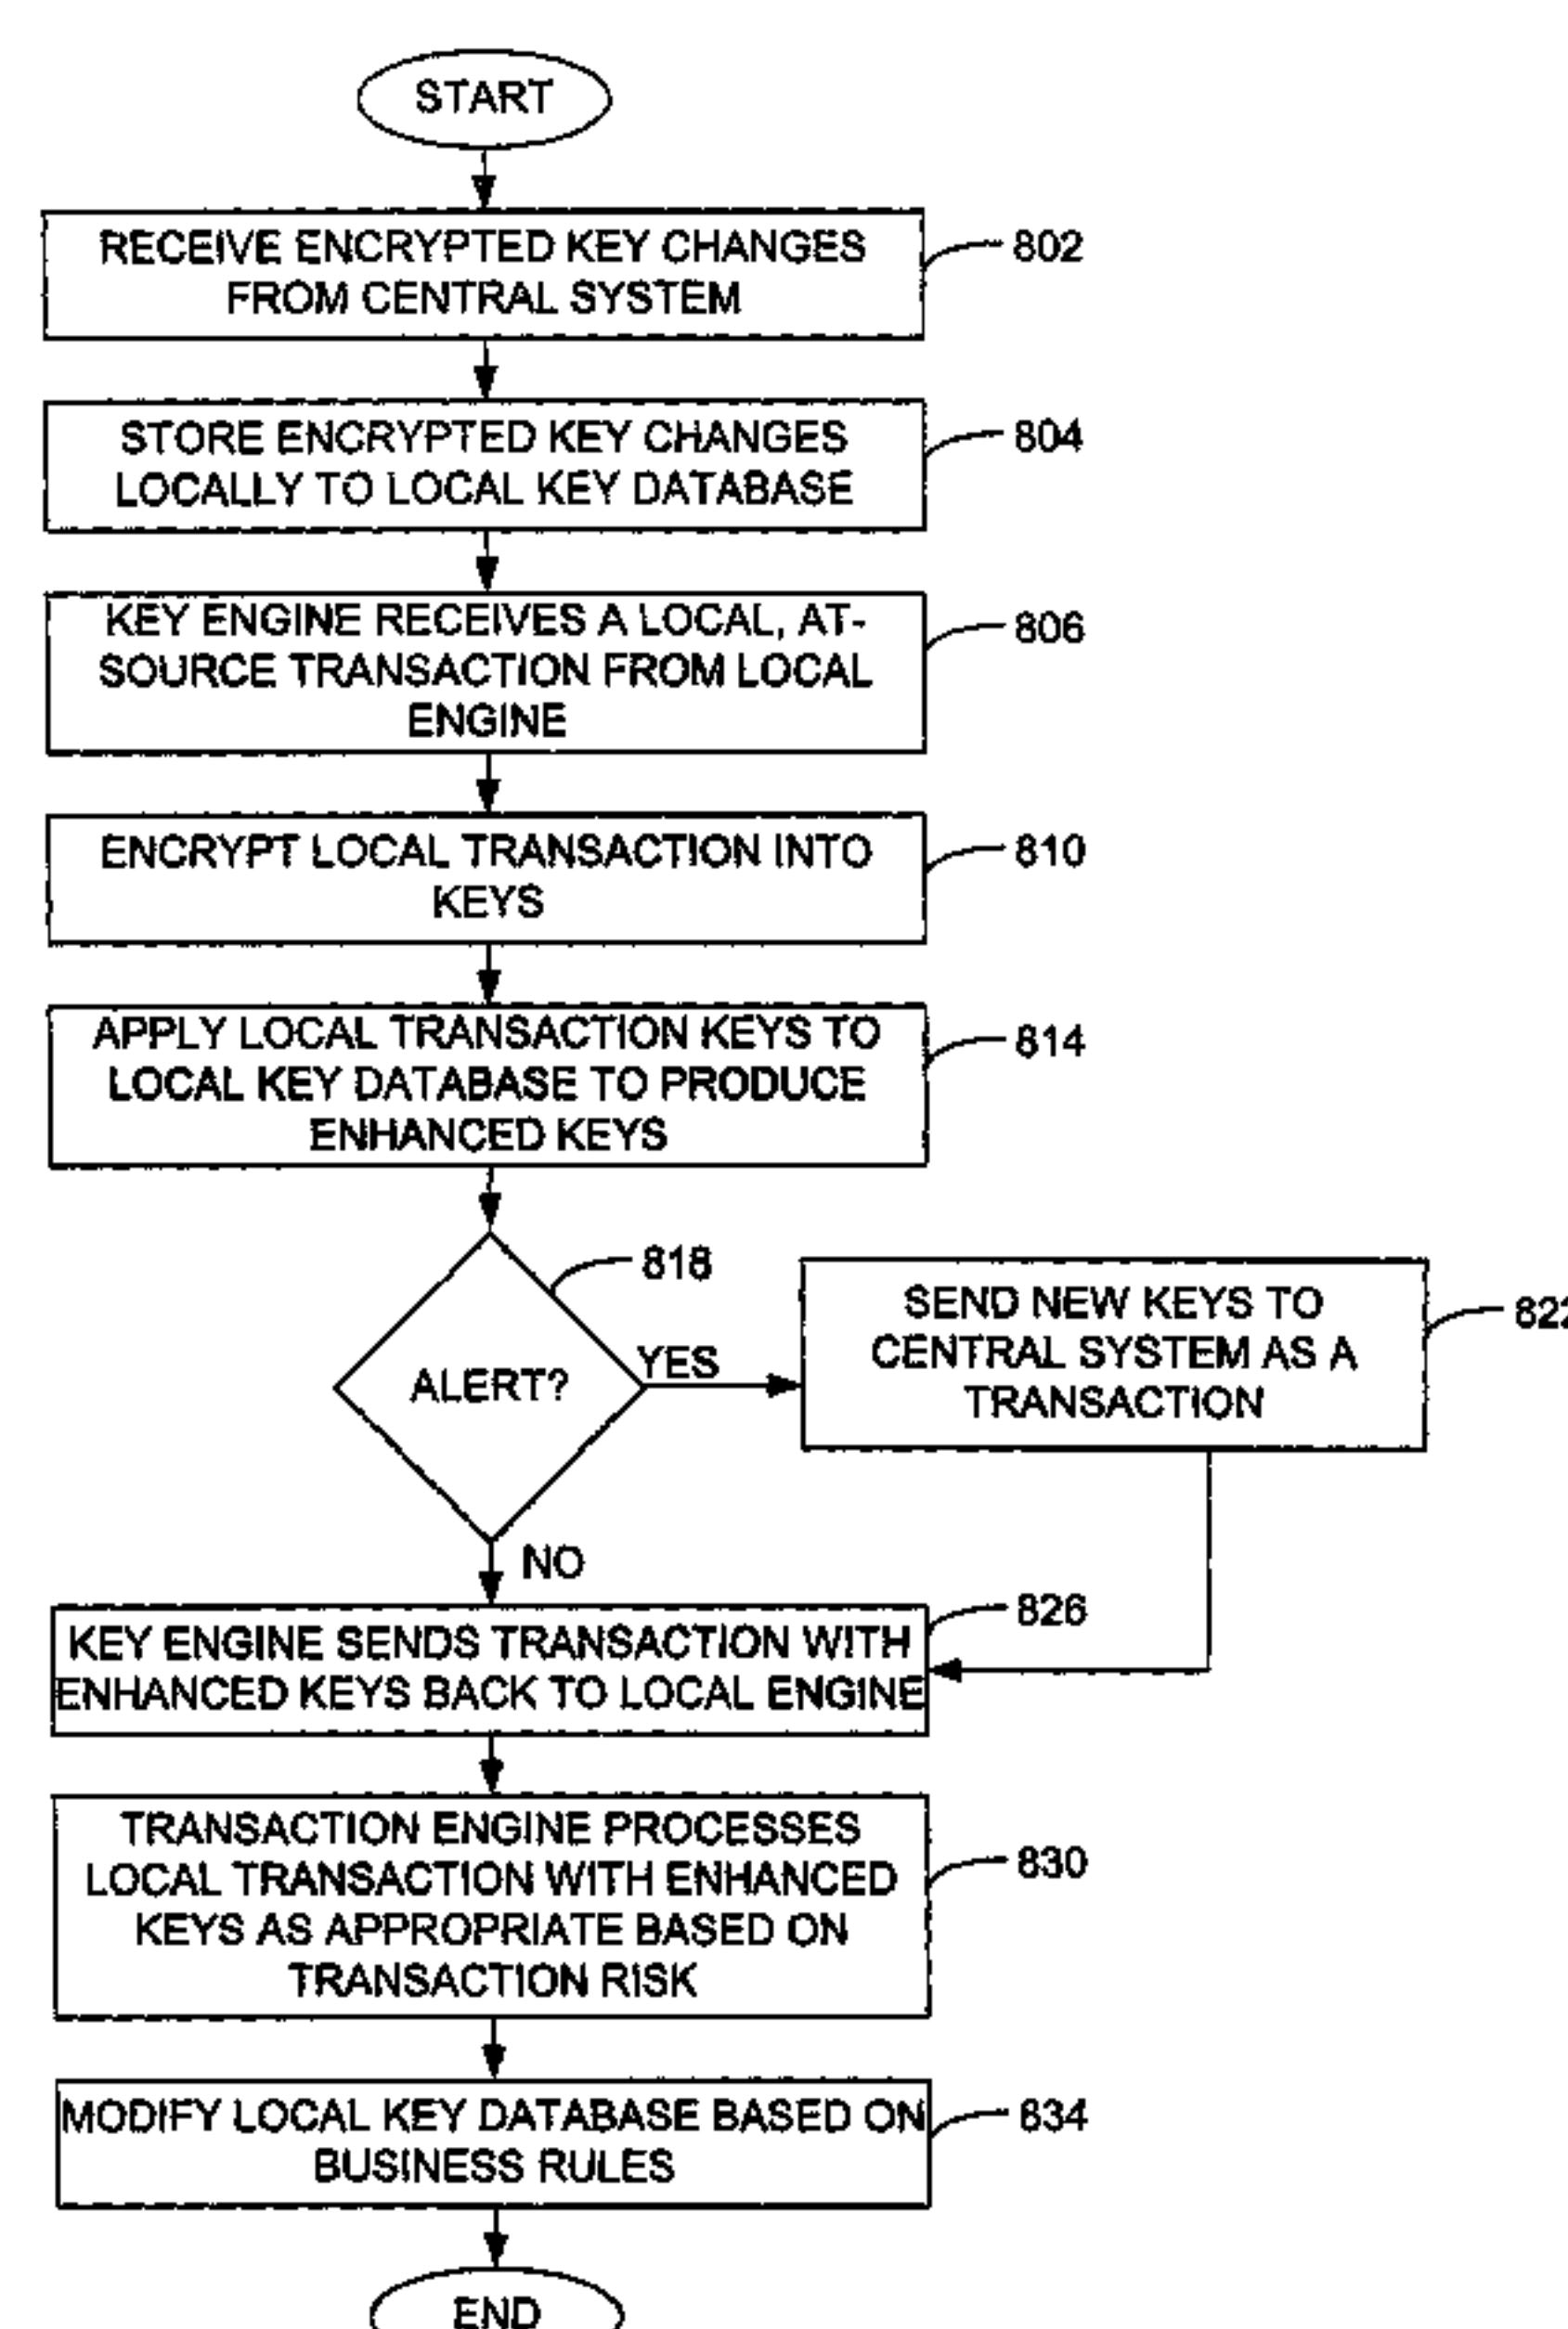 START
RECEIVE ENCRYPTED KEY CHANGES
FROM CENTRAL SYSTEM
802
STORE ENCRYPTED KEY CHANGES
LOCALLY TO LOCAL KEY DATABASE
804
KEY ENGINE RECEIVES A LOCAL, AT-
SOURCE TRANSACTION FROM LOCAL
ENGINE
806
ENCRYPT LOCAL TRANSACTION INTO
KEYS
810
APPLY LOCAL TRANSACTION KEYS TO
LOCAL KEY DATABASE TO PRODUCE
ENHANCED KEYS
814
818
ALERT?
YES
SEND NEW KEYS TO
CENTRAL SYSTEM AS A
TRANSACTION
822
NO
KEY ENGINE SENDS TRANSACTION WITH
ENHANCED KEYS BACK TO LOCAL ENGINE
826
TRANSACTION ENGINE PROCESSES
LOCAL TRANSACTION WITH ENHANCED
KEYS AS APPROPRIATE BASED ON
TRANSACTION RISK
830
MODIFY LOCAL KEY DATABASE BASED ON
BUSINESS RULES
834
END